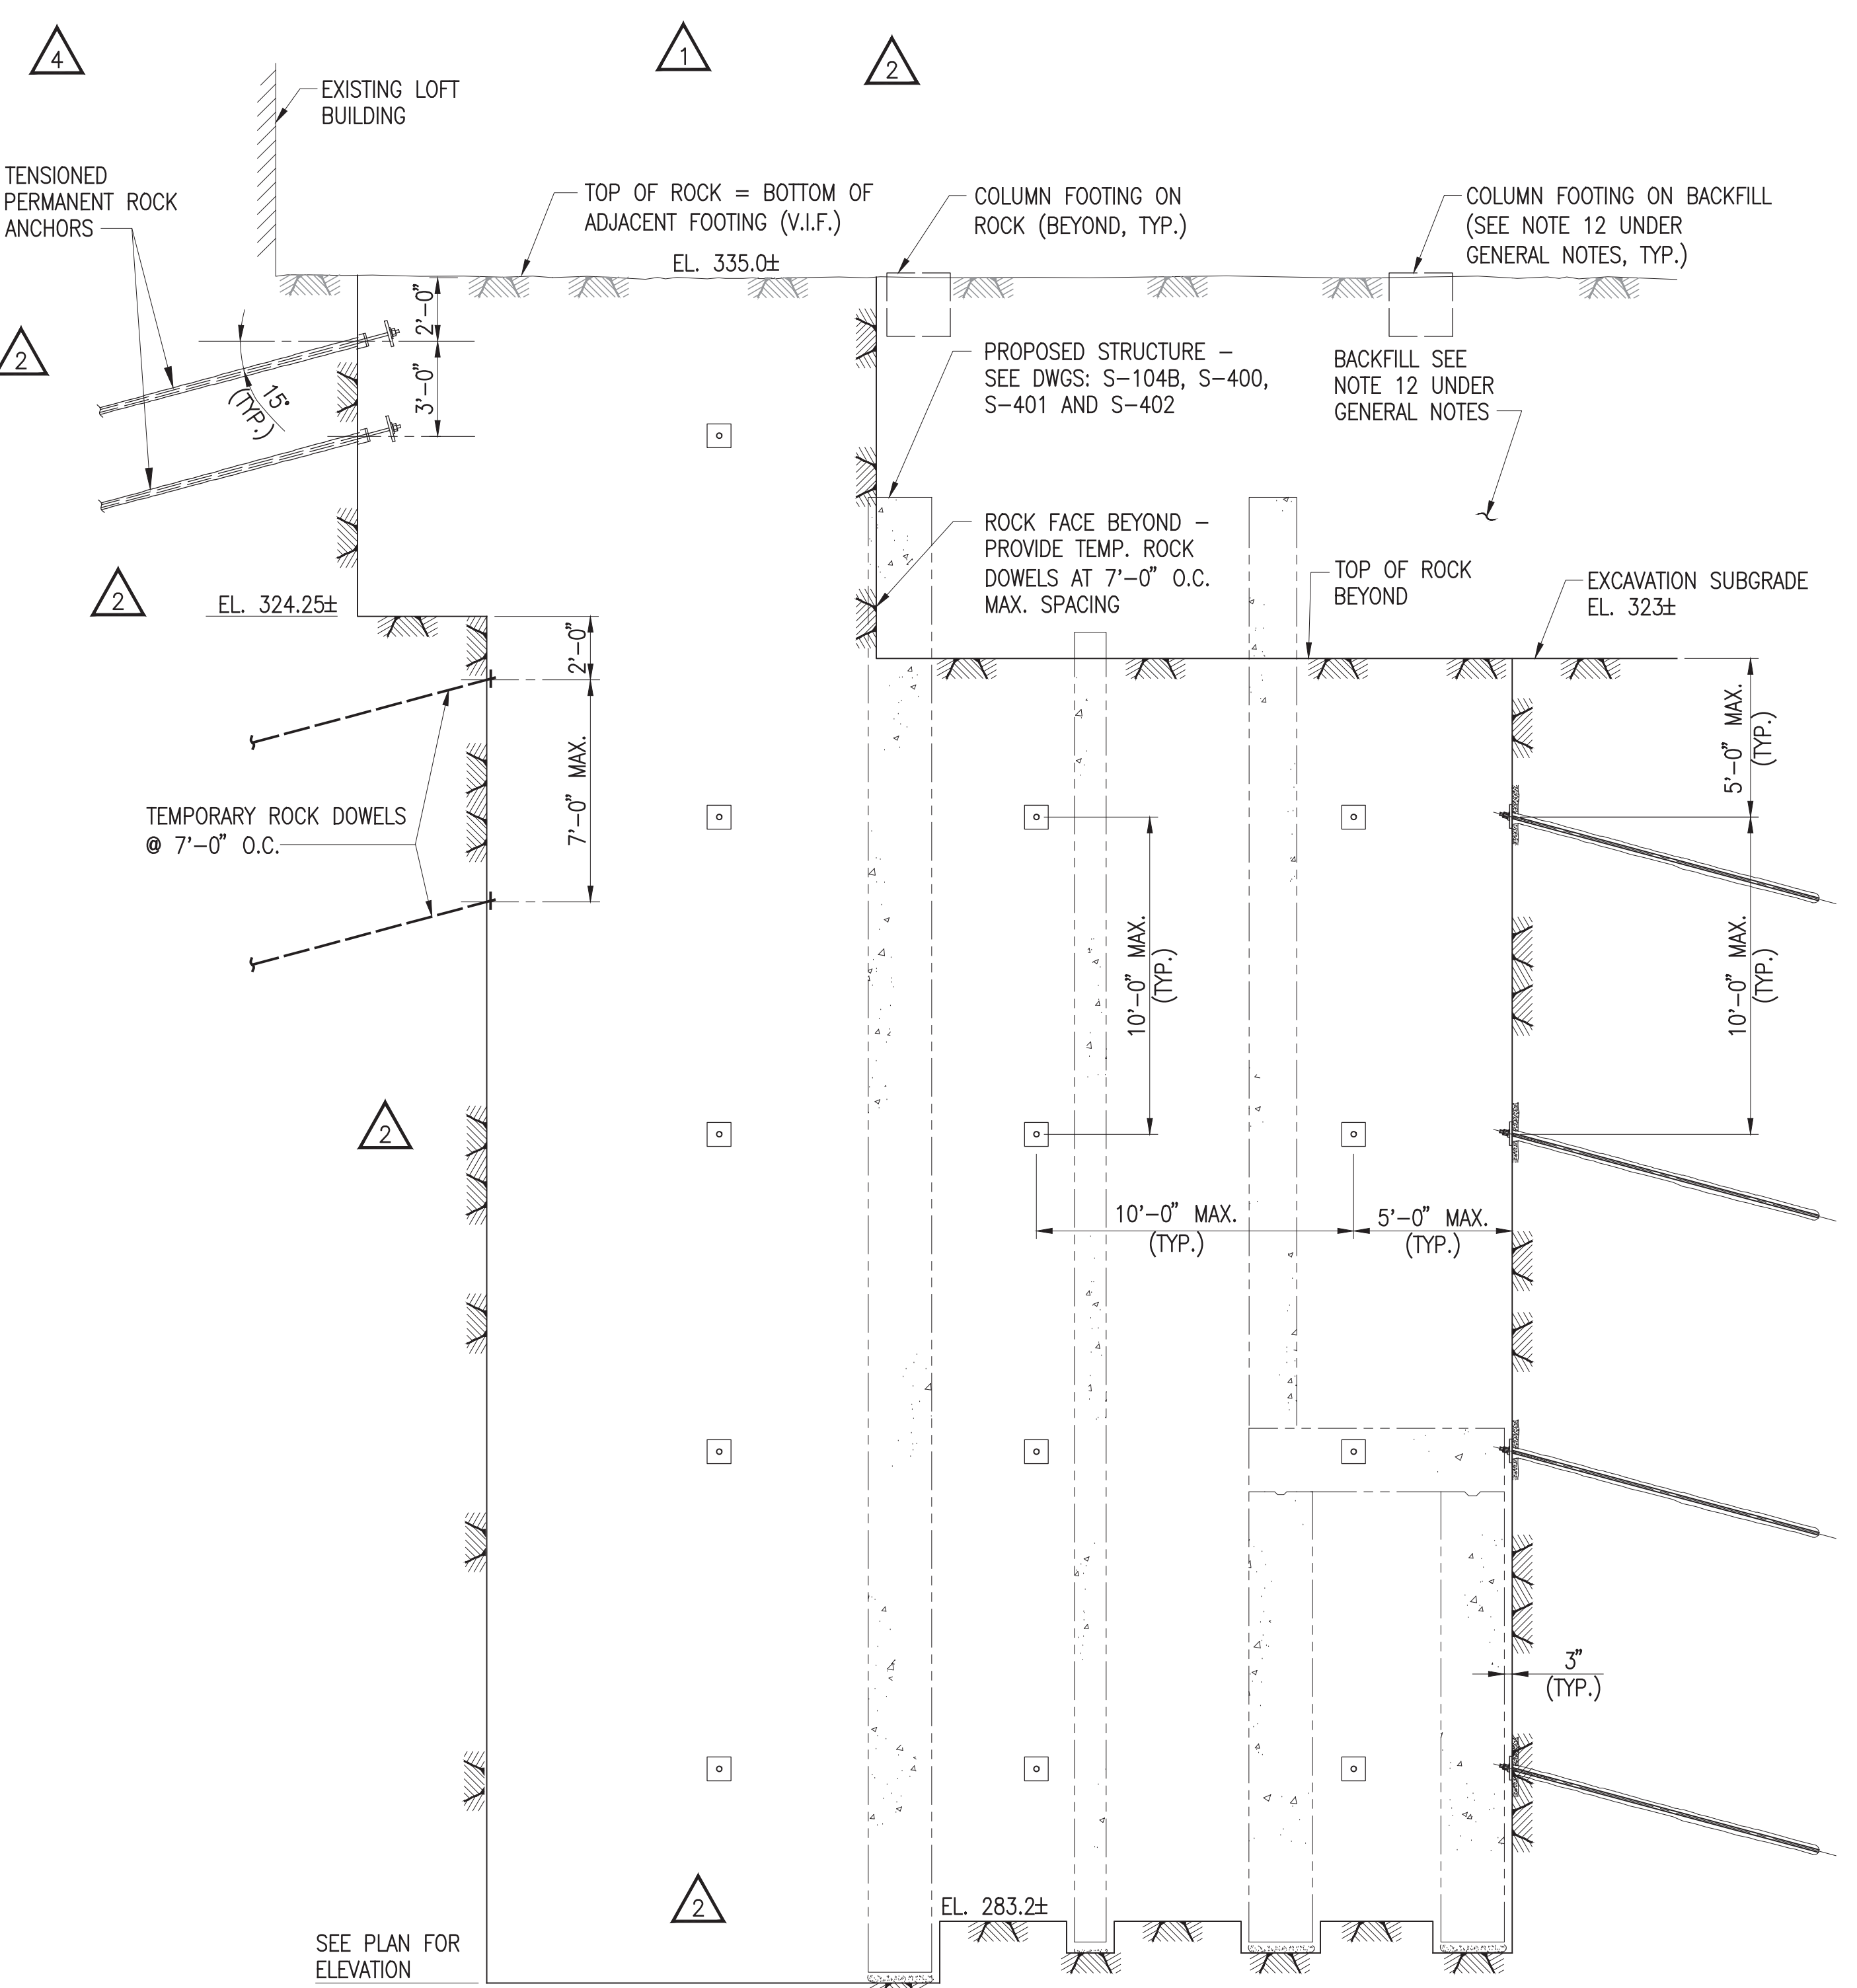 4
1
2
EXISTING LOFT
BUILDING
TENSIONED
PERMANENT ROCK
ANCHORS
TOP OF ROCK = BOTTOM OF
ADJACENT FOOTING (V.I.F.)
EL. 335.0±
COLUMN FOOTING ON
ROCK (BEYOND, TYP.)
COLUMN FOOTING ON BACKFILL
(SEE NOTE 12 UNDER
GENERAL NOTES, TYP.)
2
2'-0"
3'-0"
15°
(TYP.)
PROPOSED STRUCTURE –
SEE DWGS: S-104B, S-400,
S-401 AND S-402
BACKFILL SEE
NOTE 12 UNDER
GENERAL NOTES
ROCK FACE BEYOND –
PROVIDE TEMP. ROCK
DOWELS AT 7'-0" O.C.
MAX. SPACING
TOP OF ROCK
BEYOND
EXCAVATION SUBGRADE
EL. 323±
2
EL. 324.25±
2'-0"
7'-0" MAX.
5'-0" MAX.
(TYP.)
TEMPORARY ROCK DOWELS
@ 7'-0" O.C.
10'-0" MAX.
(TYP.)
10'-0" MAX.
(TYP.)
2
10'-0" MAX.
(TYP.)
5'-0" MAX.
(TYP.)
3"
(TYP.)
2
EL. 283.2±
SEE PLAN FOR
ELEVATION